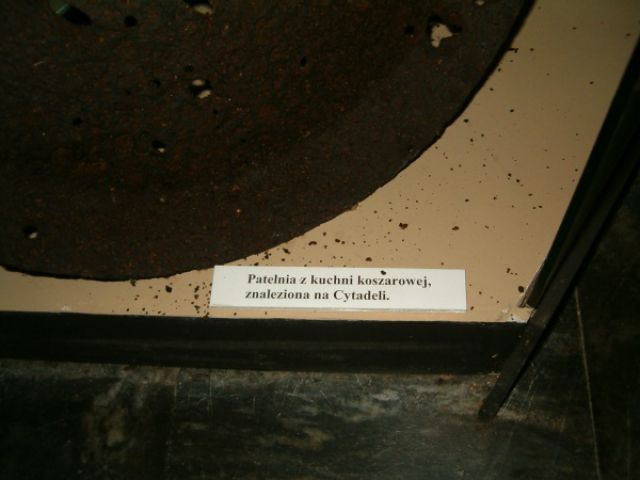 Patelnia z kuchni koszarowej,
znaleziona na Cytadeli.